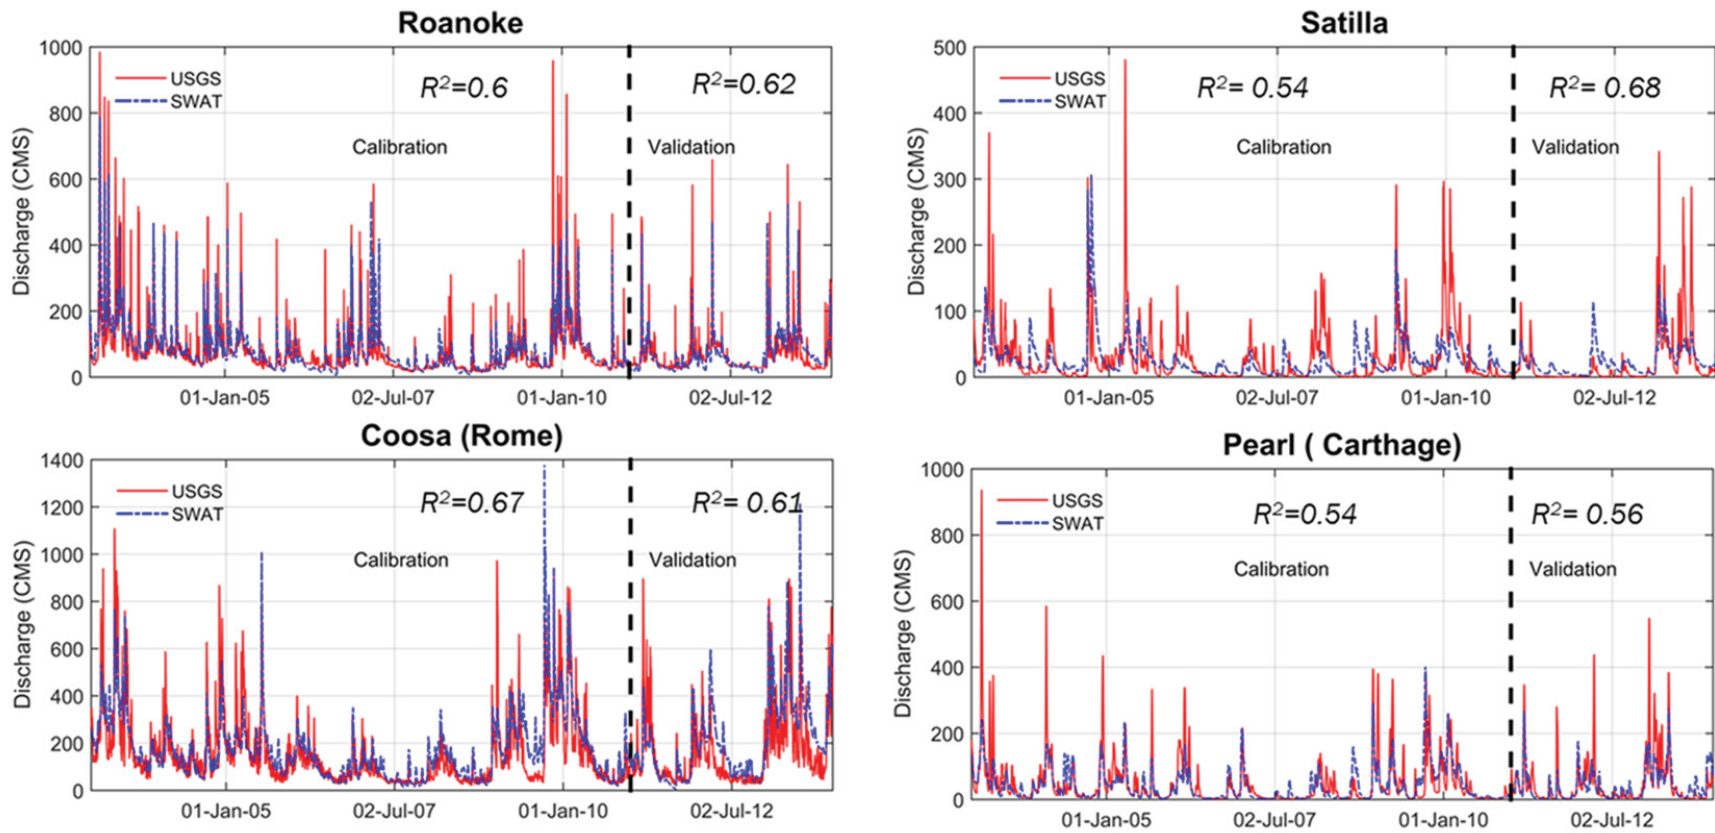 Roanoke
1000
800
600
400
200
0
Discharge (CMS)
USGS
SWAT
R²=0.6
R²=0.62
Calibration
Validation
01-Jan-05
02-Jul-07
01-Jan-10
02-Jul-12
Satilla
500
400
300
200
100
0
Discharge (CMS)
USGS
SWAT
R²= 0.54
R²= 0.68
Calibration
Validation
01-Jan-05
02-Jul-07
01-Jan-10
02-Jul-12
Coosa (Rome)
1400
1200
1000
800
600
400
200
0
Discharge (CMS)
USGS
SWAT
R²=0.67
R²= 0.61
Calibration
Validation
01-Jan-05
02-Jul-07
01-Jan-10
02-Jul-12
Pearl ( Carthage)
1000
800
600
400
200
0
Discharge (CMS)
USGS
SWAT
R²=0.54
R²= 0.56
Calibration
Validation
01-Jan-05
02-Jul-07
01-Jan-10
02-Jul-12